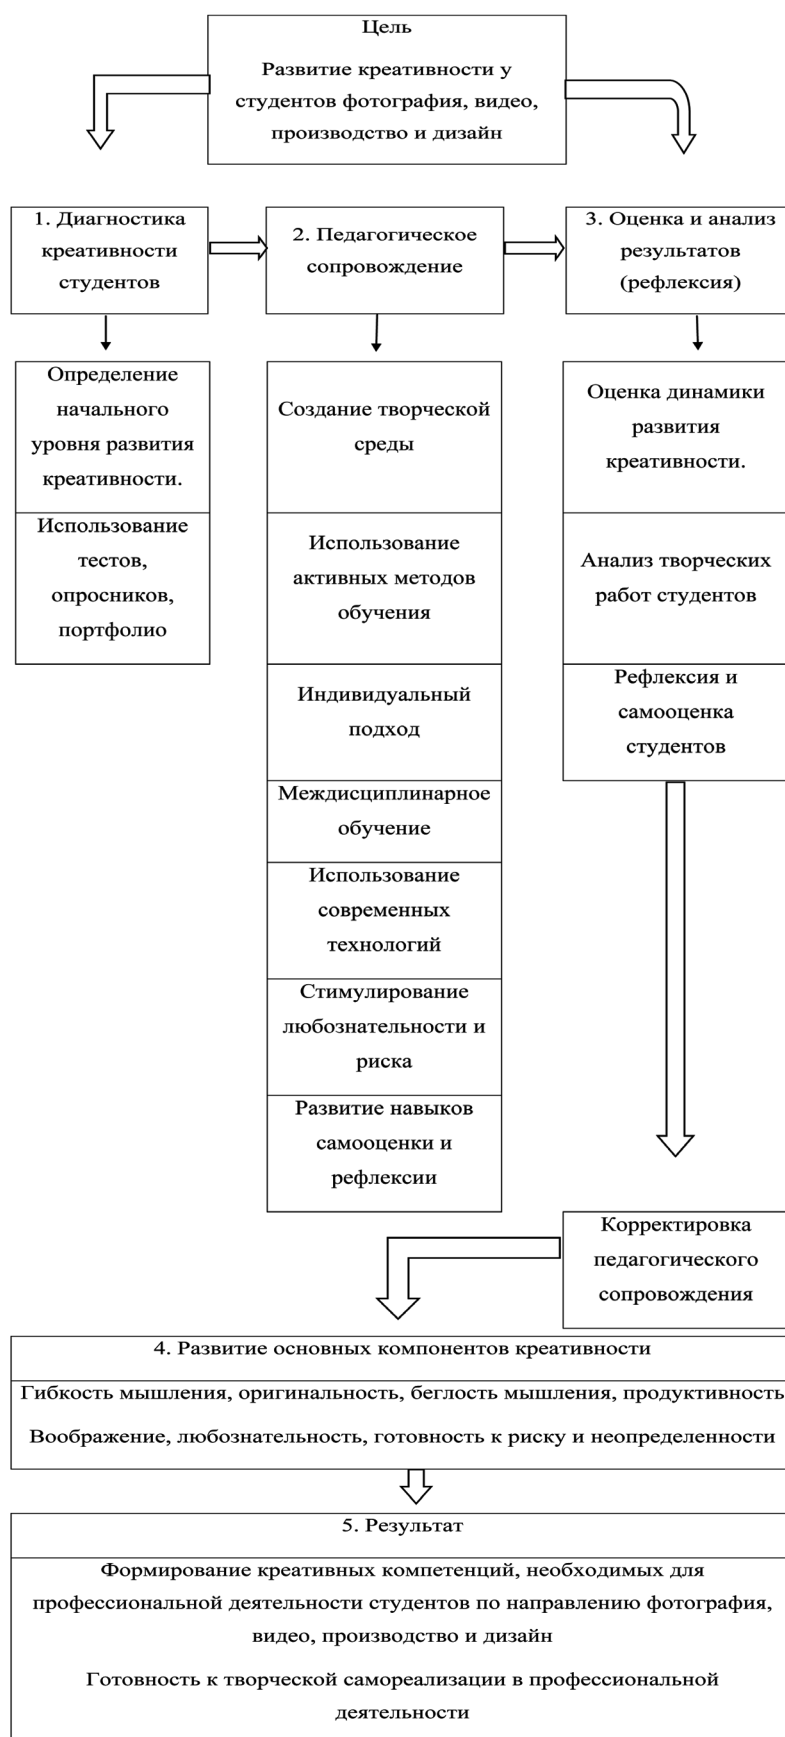 Цель
Развитие креативности у
студентов фотография, видео,
производство и дизайн
1. Диагностика
креативности
студентов
2. Педагогическое
сопровождение
3. Оценка и анализ
результатов
(рефлексия)
Определение
начального
уровня развития
креативности.
Использование
тестов,
опросников,
портфолио
Создание творческой
среды
Использование
активных методов
обучения
Индивидуальный
подход
Междисциплинарное
обучение
Использование
современных
технологий
Стимулирование
любознательности и
риска
Развитие навыков
самооценки и
рефлексии
Оценка динамики
развития
креативности.
Анализ творческих
работ студентов
Рефлексия и
самооценка
студентов
Корректировка
педагогического
сопровождения
4. Развитие основных компонентов креативности
Гибкость мышления, оригинальность, беглость мышления, продуктивность
Воображение, любознательность, готовность к риску и неопределенности
5. Результат
Формирование креативных компетенций, необходимых для
профессиональной деятельности студентов по направлению фотография,
видео, производство и дизайн
Готовность к творческой самореализации в профессиональной
деятельности